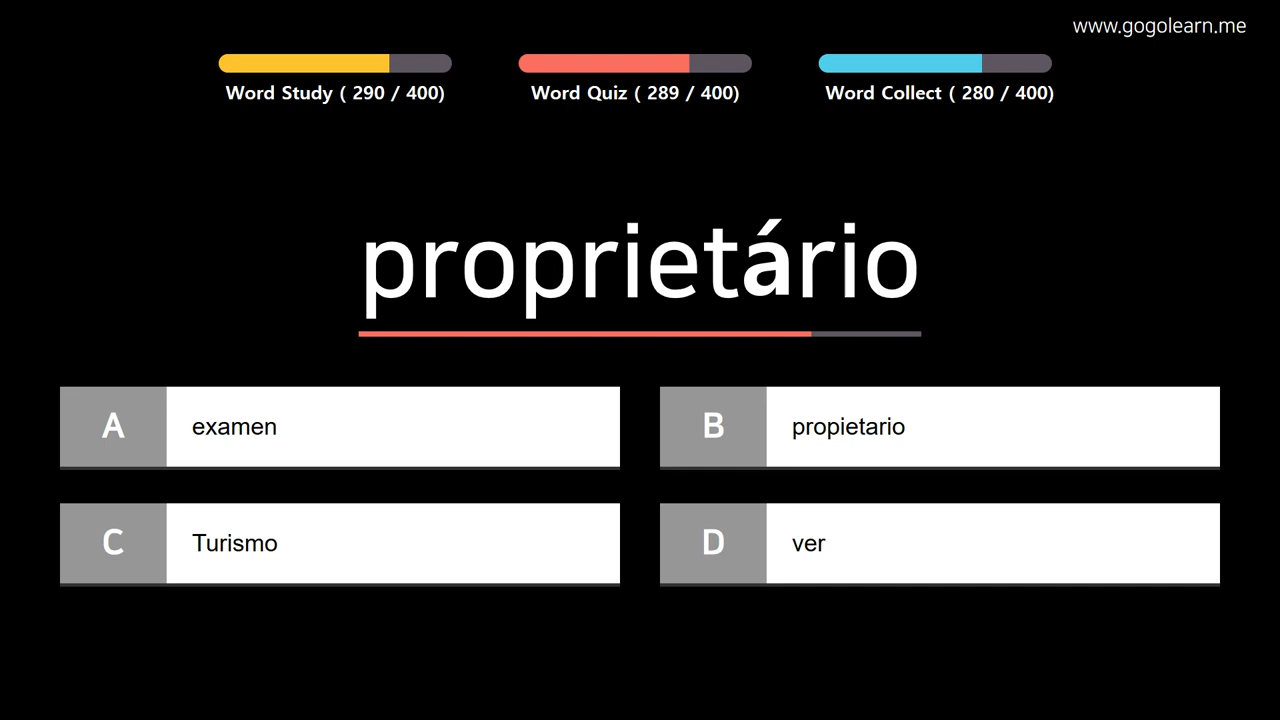 www.gogolearn.me
Word Study ( 290 / 400)
Word Quiz ( 289 / 400)
Word Collect ( 280 / 400)
proprietário
A examen
B propietario
C Turismo
D ver